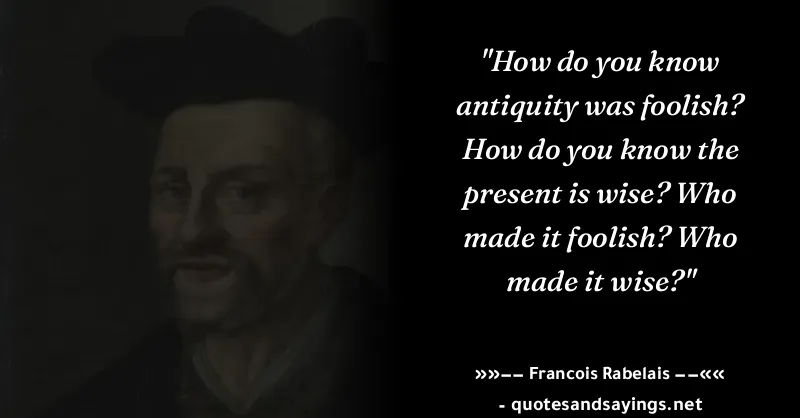 "How do you know
antiquity was foolish?
How do you know the
present is wise? Who
made it foolish? Who
made it wise?"
»»−− Francois Rabelais −−««
- quotesandsayings.net